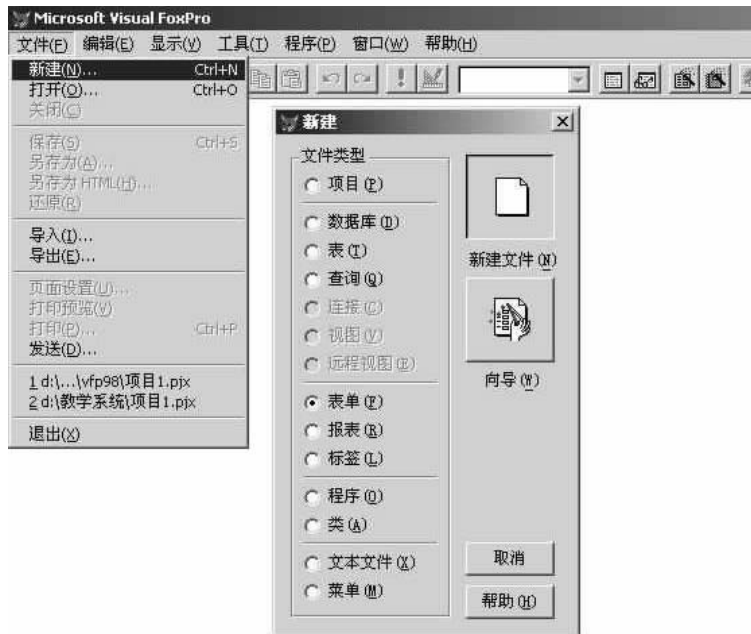 Microsoft Visual FoxPro
文件(F) 编辑(E) 显示(V) 工具(T) 程序(P) 窗口(W) 帮助(H)
新建(N)... Ctrl+N
打开(O)... Ctrl+O
关闭(C)
保存(S) Ctrl+S
另存为(A)...
另存为 HTML(H)...
还原(R)
导入(I)...
导出(E)...
页面设置(U)...
打印预览(V)
打印(P)... Ctrl+P
发送(D)...
1 d:\...\vfp98\项目1.pjx
2 d:\教学系统\项目1.pjx
退出(X)
新建
文件类型
项目(P)
数据库(D)
表(T)
查询(Q)
连接(C)
视图(V)
远程视图(E)
表单(F)
报表(R)
标签(L)
程序(O)
类(A)
文本文件(X)
菜单(M)
新建文件(N)
向导(W)
取消
帮助(H)